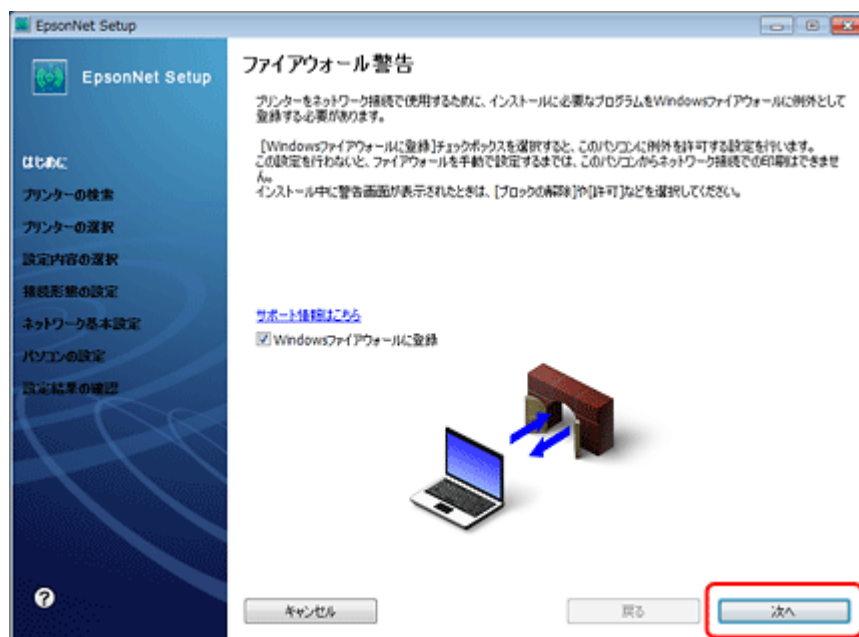 EpsonNet Setup
EpsonNet Setup
はじめに
プリンターの検索
プリンターの選択
設定内容の選択
接続形態の設定
ネットワーク基本設定
パソコンの設定
設定結果の確認
ファイアウォール警告
プリンターをネットワーク接続で使用するために、インストールに必要なプログラムをWindowsファイアウォールに例外として
登録する必要があります。
[Windowsファイアウォールに登録]チェックボックスを選択すると、このパソコンに例外を許可する設定を行います。
この設定を行わないと、ファイアウォールを手動で設定するまでは、このパソコンからネットワーク接続での印刷はできませ
ん。
インストール中に警告画面が表示されたときは、[ブロックの解除]や[許可]などを選択してください。
サポート情報はこちら
Windowsファイアウォールに登録
?
キャンセル
戻る
次へ